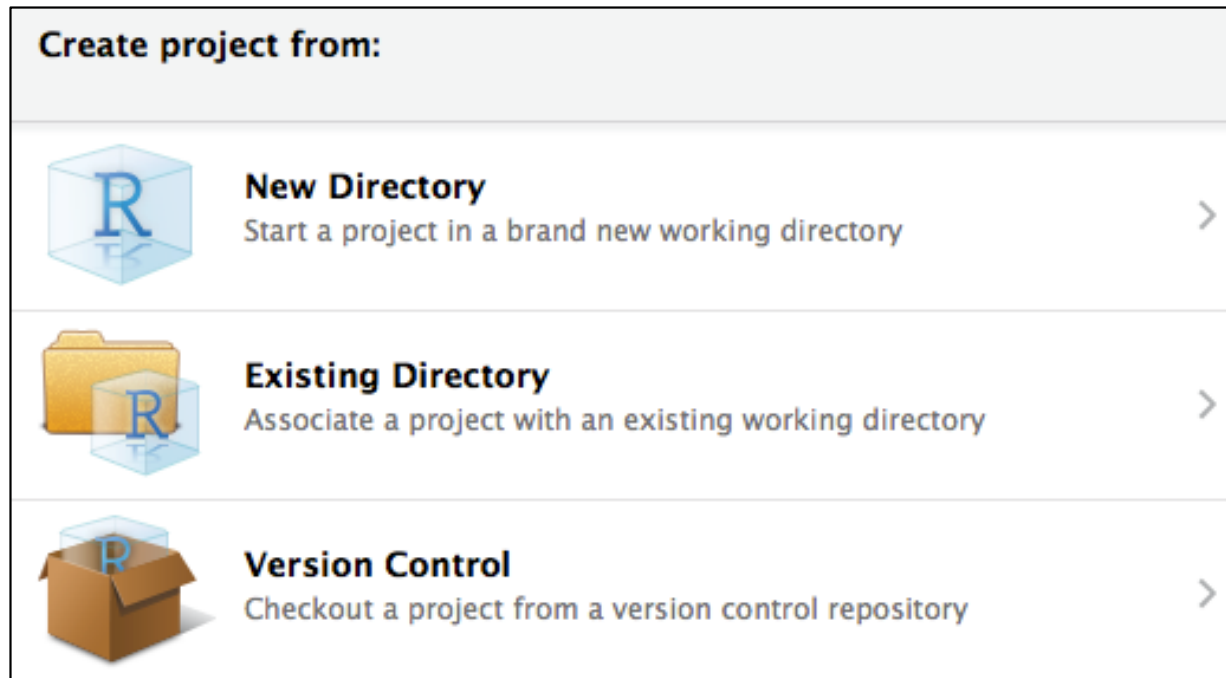 Create project from:
R
New Directory
Start a project in a brand new working directory
R
Existing Directory
Associate a project with an existing working directory
R
Version Control
Checkout a project from a version control repository